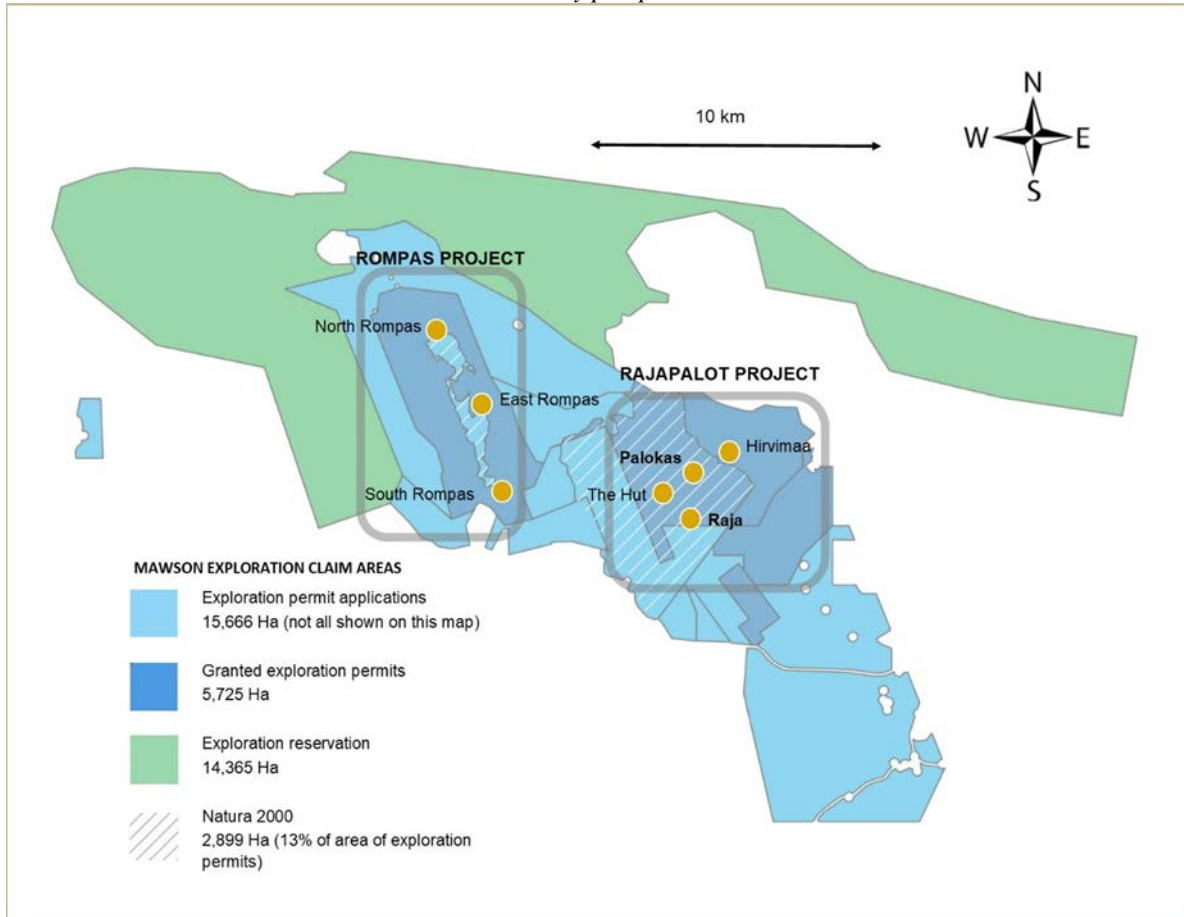 10 km
N
W E
S
ROMPAS PROJECT
North Rompas
RAJAPALOT PROJECT
East Rompas
Hirvimaa
Palokas
The Hut
South Rompas
Raja
MAWSON EXPLORATION CLAIM AREAS
Exploration permit applications
15,666 Ha (not all shown on this map)
Granted exploration permits
5,725 Ha
Exploration reservation
14,365 Ha
Natura 2000
2,899 Ha (13% of area of exploration
permits)